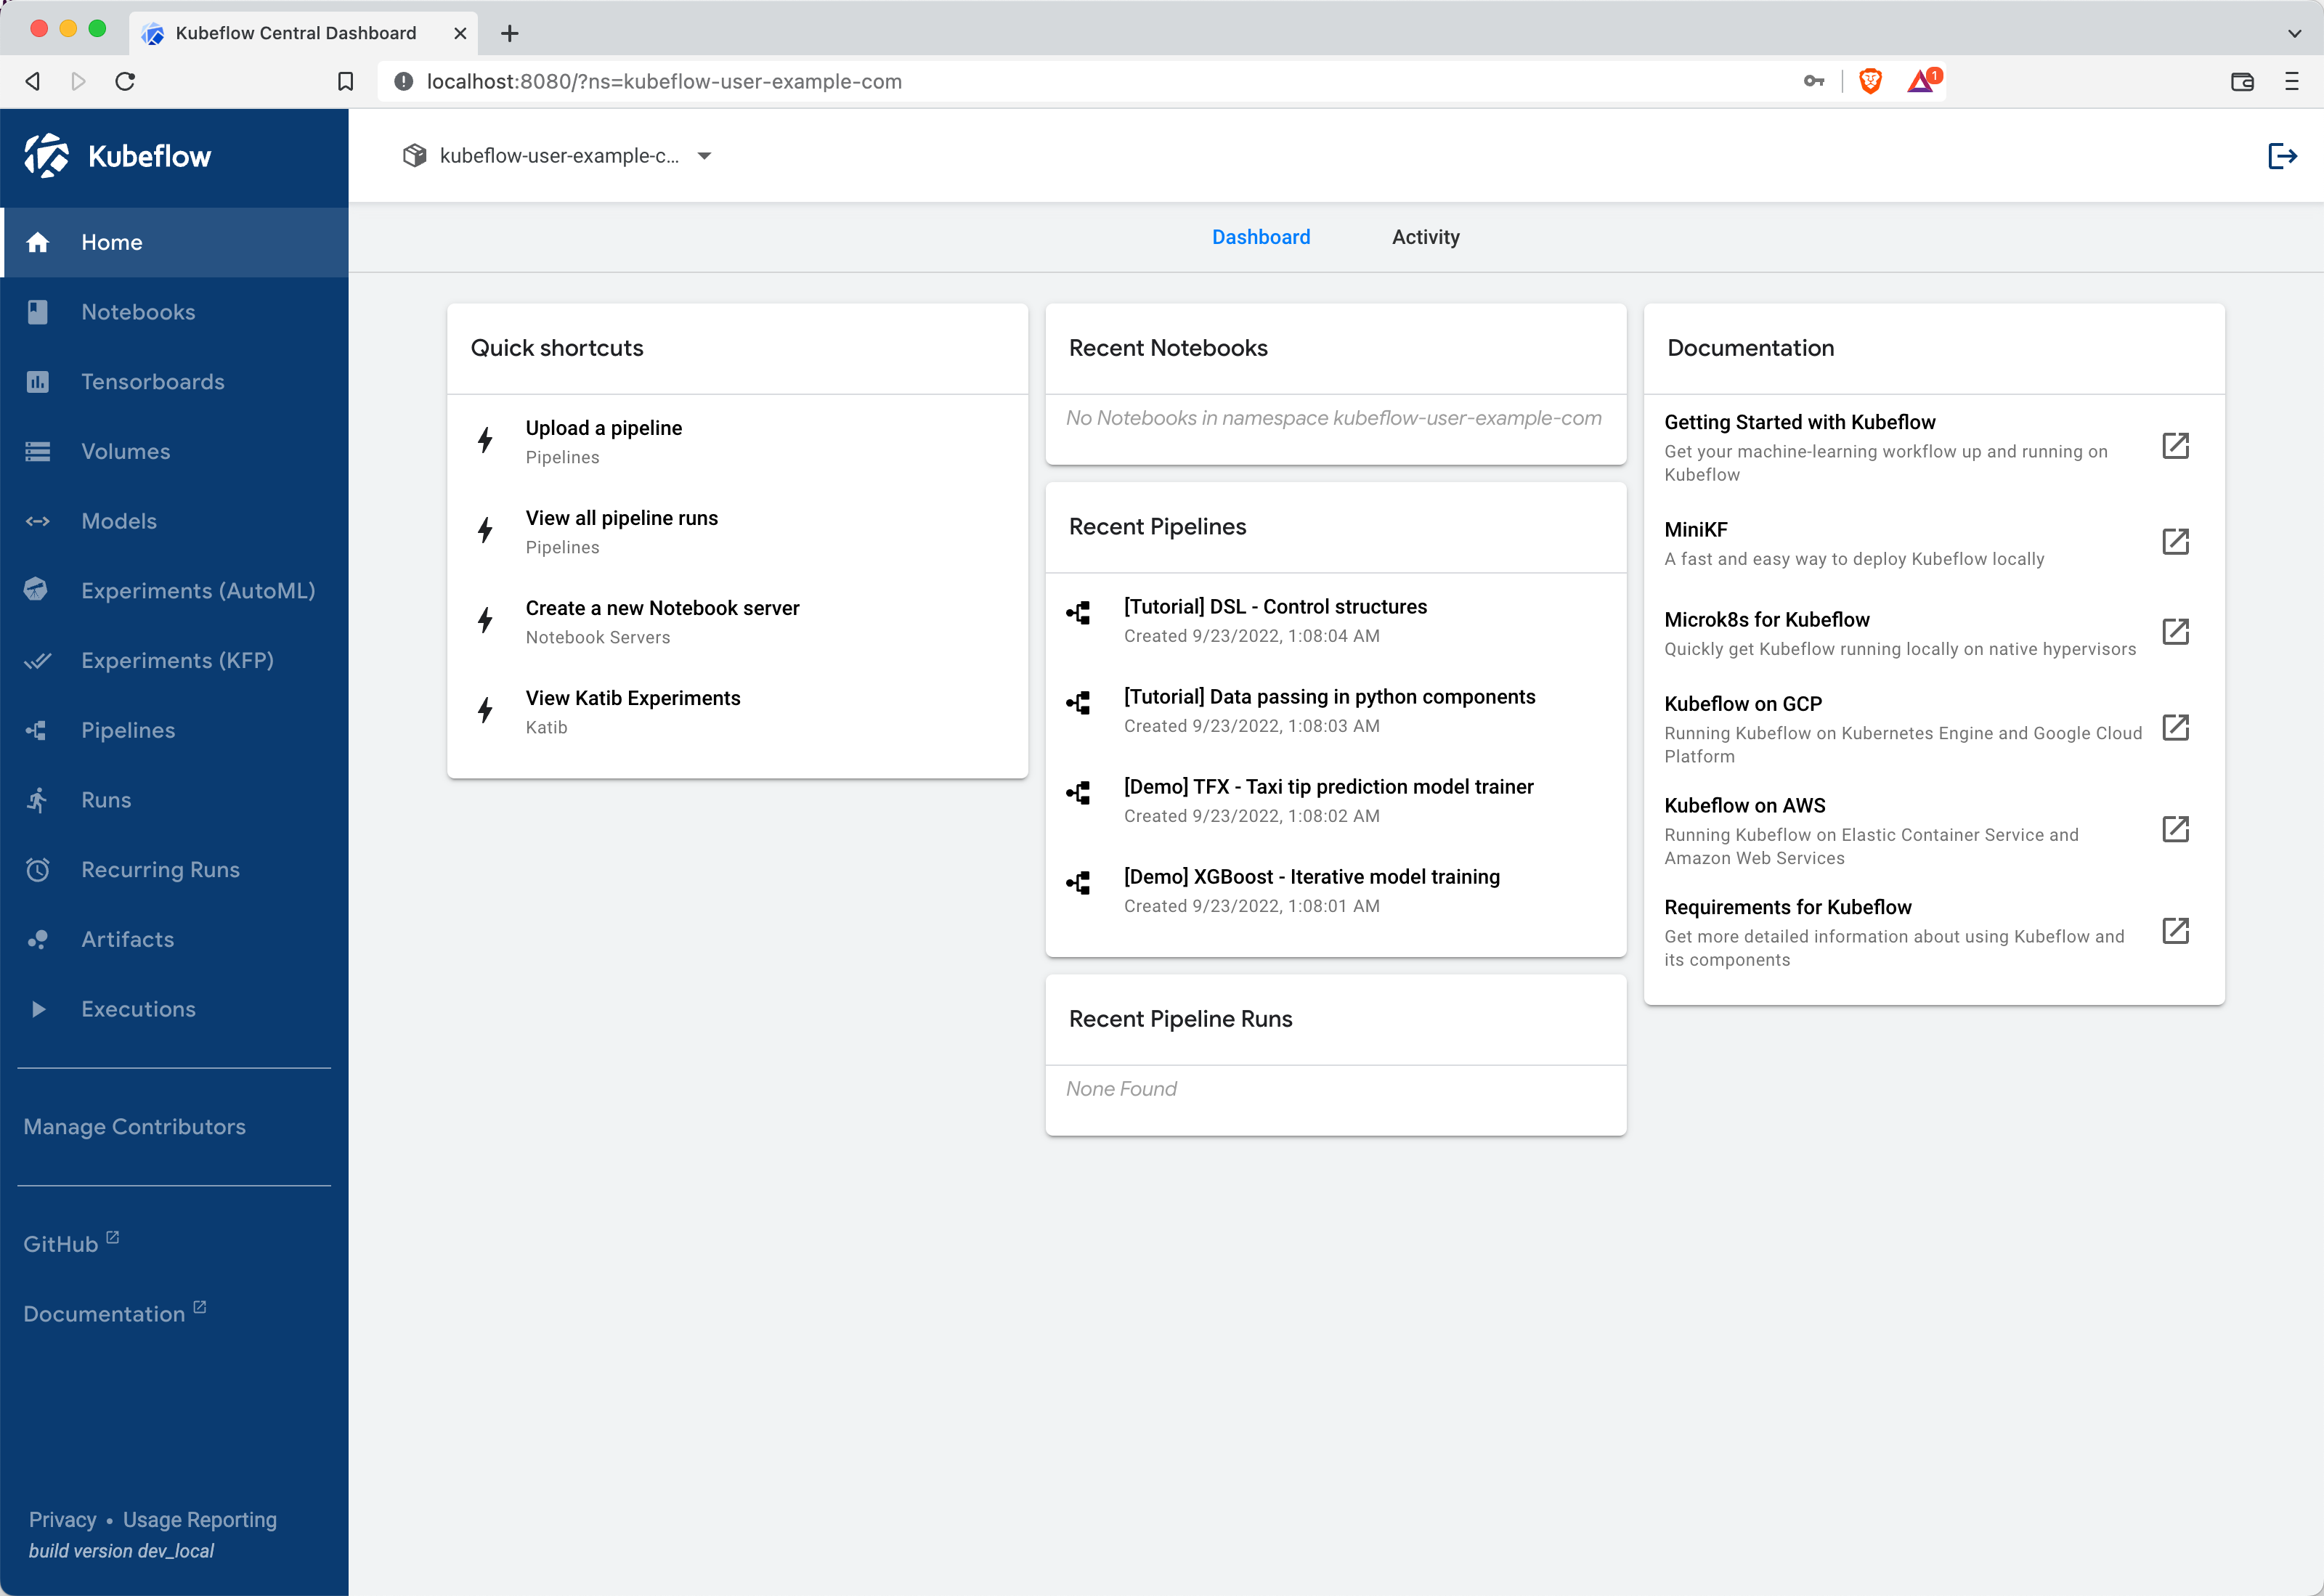 Kubeflow Central Dashboard
localhost:8080/?ns=kubeflow-user-example-com
1
Kubeflow
kubeflow-user-example-c...
Home
Notebooks
Tensorboards
Volumes
Models
Experiments (AutoML)
Experiments (KFP)
Pipelines
Runs
Recurring Runs
Artifacts
Executions
Manage Contributors
GitHub
Documentation
Privacy • Usage Reporting
build version dev_local
Dashboard
Activity
Quick shortcuts
Upload a pipeline
Pipelines
View all pipeline runs
Pipelines
Create a new Notebook server
Notebook Servers
View Katib Experiments
Katib
Recent Notebooks
No Notebooks in namespace kubeflow-user-example-com
Recent Pipelines
[Tutorial] DSL - Control structures
Created 9/23/2022, 1:08:04 AM
[Tutorial] Data passing in python components
Created 9/23/2022, 1:08:03 AM
[Demo] TFX - Taxi tip prediction model trainer
Created 9/23/2022, 1:08:02 AM
[Demo] XGBoost - Iterative model training
Created 9/23/2022, 1:08:01 AM
Recent Pipeline Runs
None Found
Documentation
Getting Started with Kubeflow
Get your machine-learning workflow up and running on
Kubeflow
MiniKF
A fast and easy way to deploy Kubeflow locally
Microk8s for Kubeflow
Quickly get Kubeflow running locally on native hypervisors
Kubeflow on GCP
Running Kubeflow on Kubernetes Engine and Google Cloud
Platform
Kubeflow on AWS
Running Kubeflow on Elastic Container Service and
Amazon Web Services
Requirements for Kubeflow
Get more detailed information about using Kubeflow and
its components